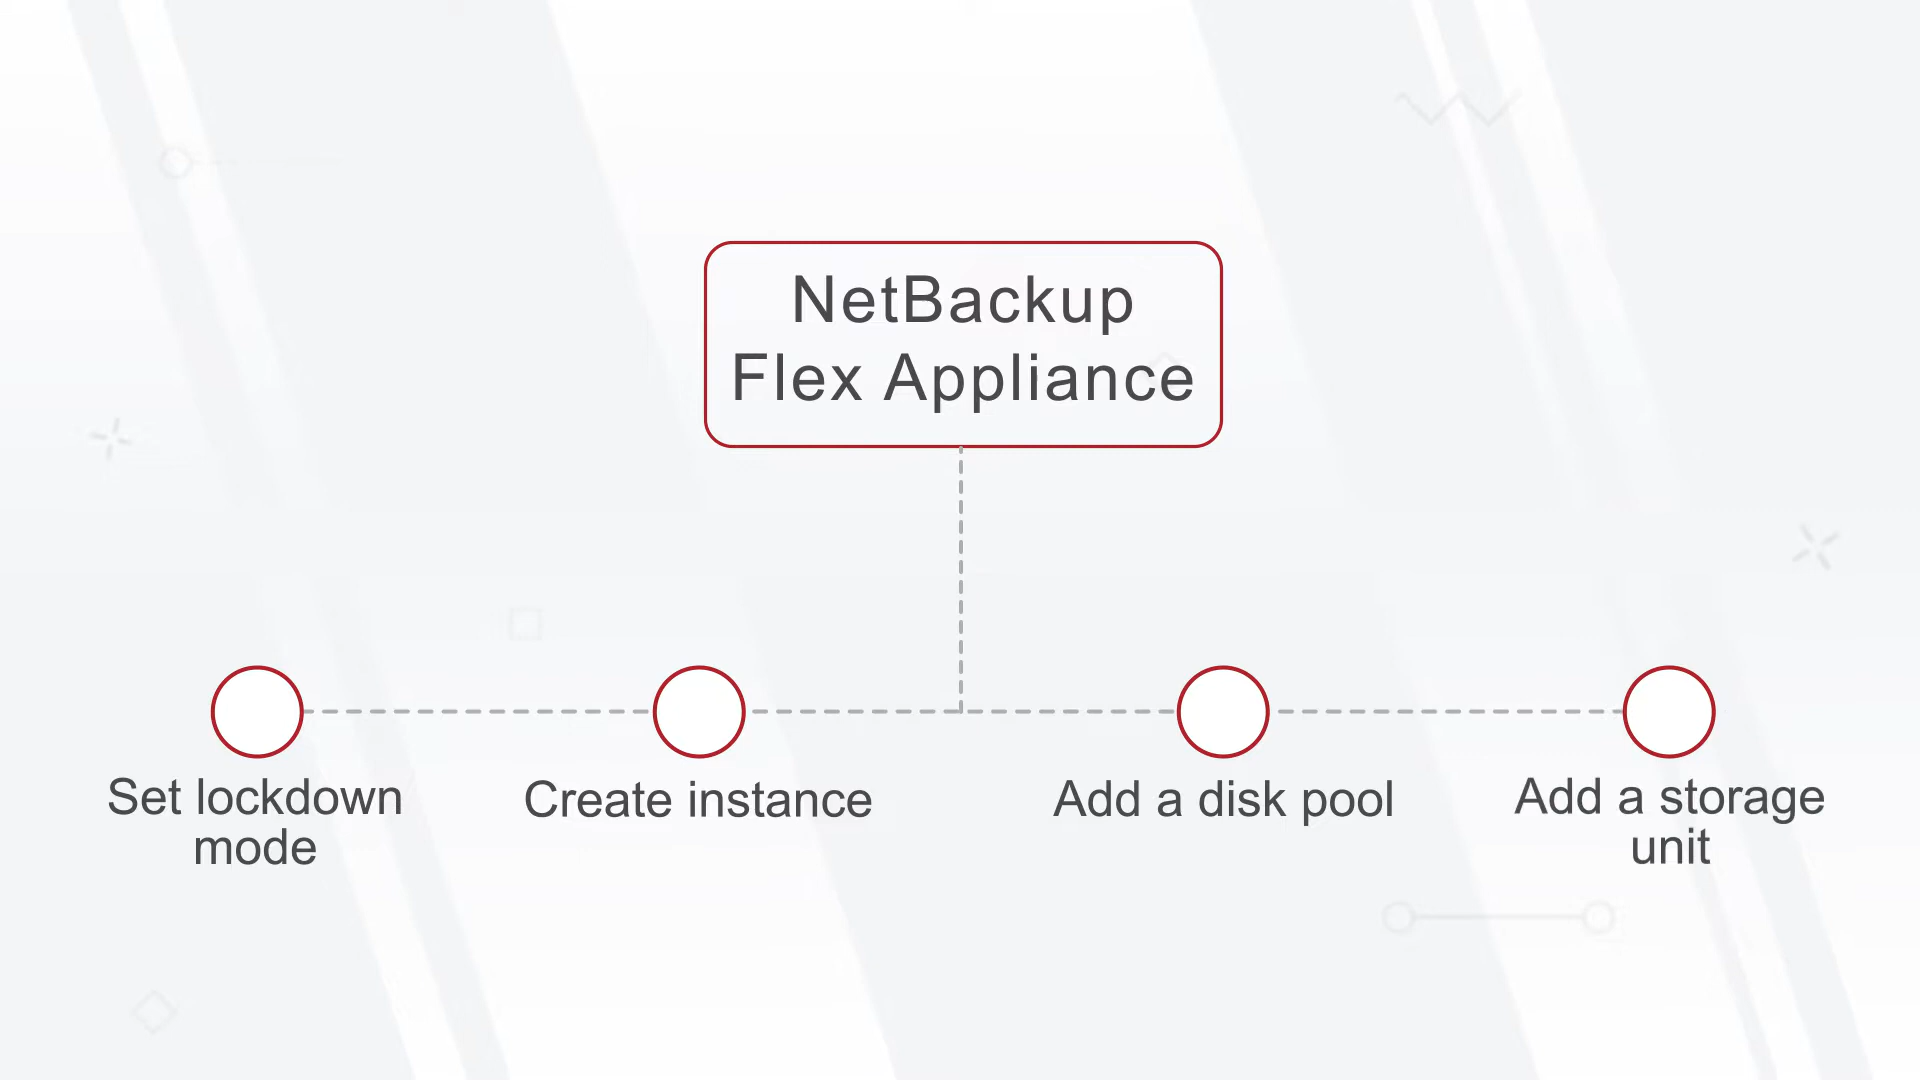 NetBackup
Flex Appliance
Set lockdown
mode
Create instance
Add a disk pool
Add a storage
unit